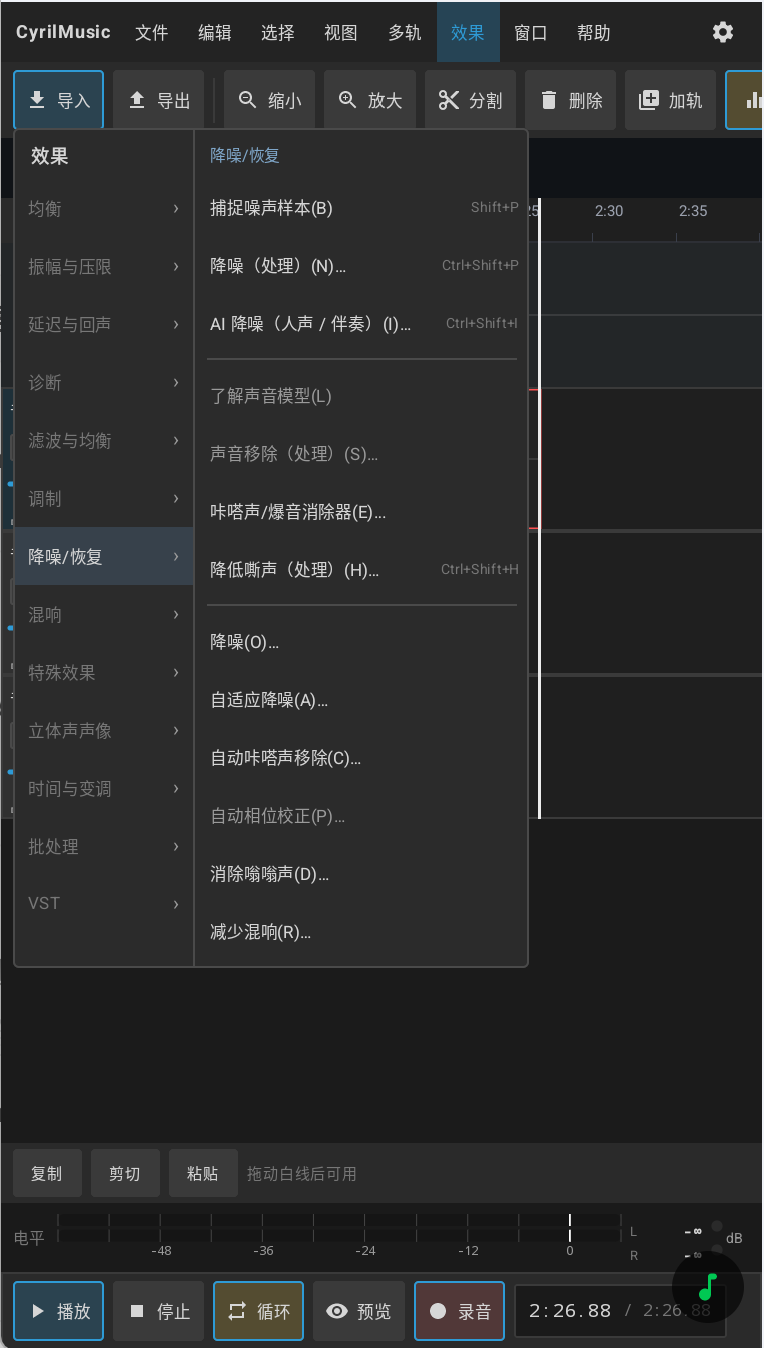 CyrilMusic 文件 编辑 选择 视图 多轨 效果 窗口 帮助
导入 导出 缩小 放大 分割 删除 加轨
效果
均衡 ›
振幅与压限 ›
延迟与回声 ›
诊断 ›
滤波与均衡 ›
调制 ›
降噪/恢复 ›
混响 ›
特殊效果 ›
立体声声像 ›
时间与变调 ›
批处理 ›
VST ›
降噪/恢复
捕捉噪声样本(B) Shift+P
降噪（处理）(N)... Ctrl+Shift+P
AI 降噪（人声 / 伴奏）(I)... Ctrl+Shift+I
了解声音模型(L)
声音移除（处理）(S)...
咔嗒声/爆音消除器(E)...
降低嘶声（处理）(H)... Ctrl+Shift+H
降噪(O)...
自适应降噪(A)...
自动咔嗒声移除(C)...
自动相位校正(P)...
消除嗡嗡声(D)...
减少混响(R)...
2:30 2:35
复制 剪切 粘贴 拖动白线后可用
电平 -48 -36 -24 -12 0
L -∞
R -∞
dB
播放 停止 循环 预览 录音 2:26.88 / 2:26.88